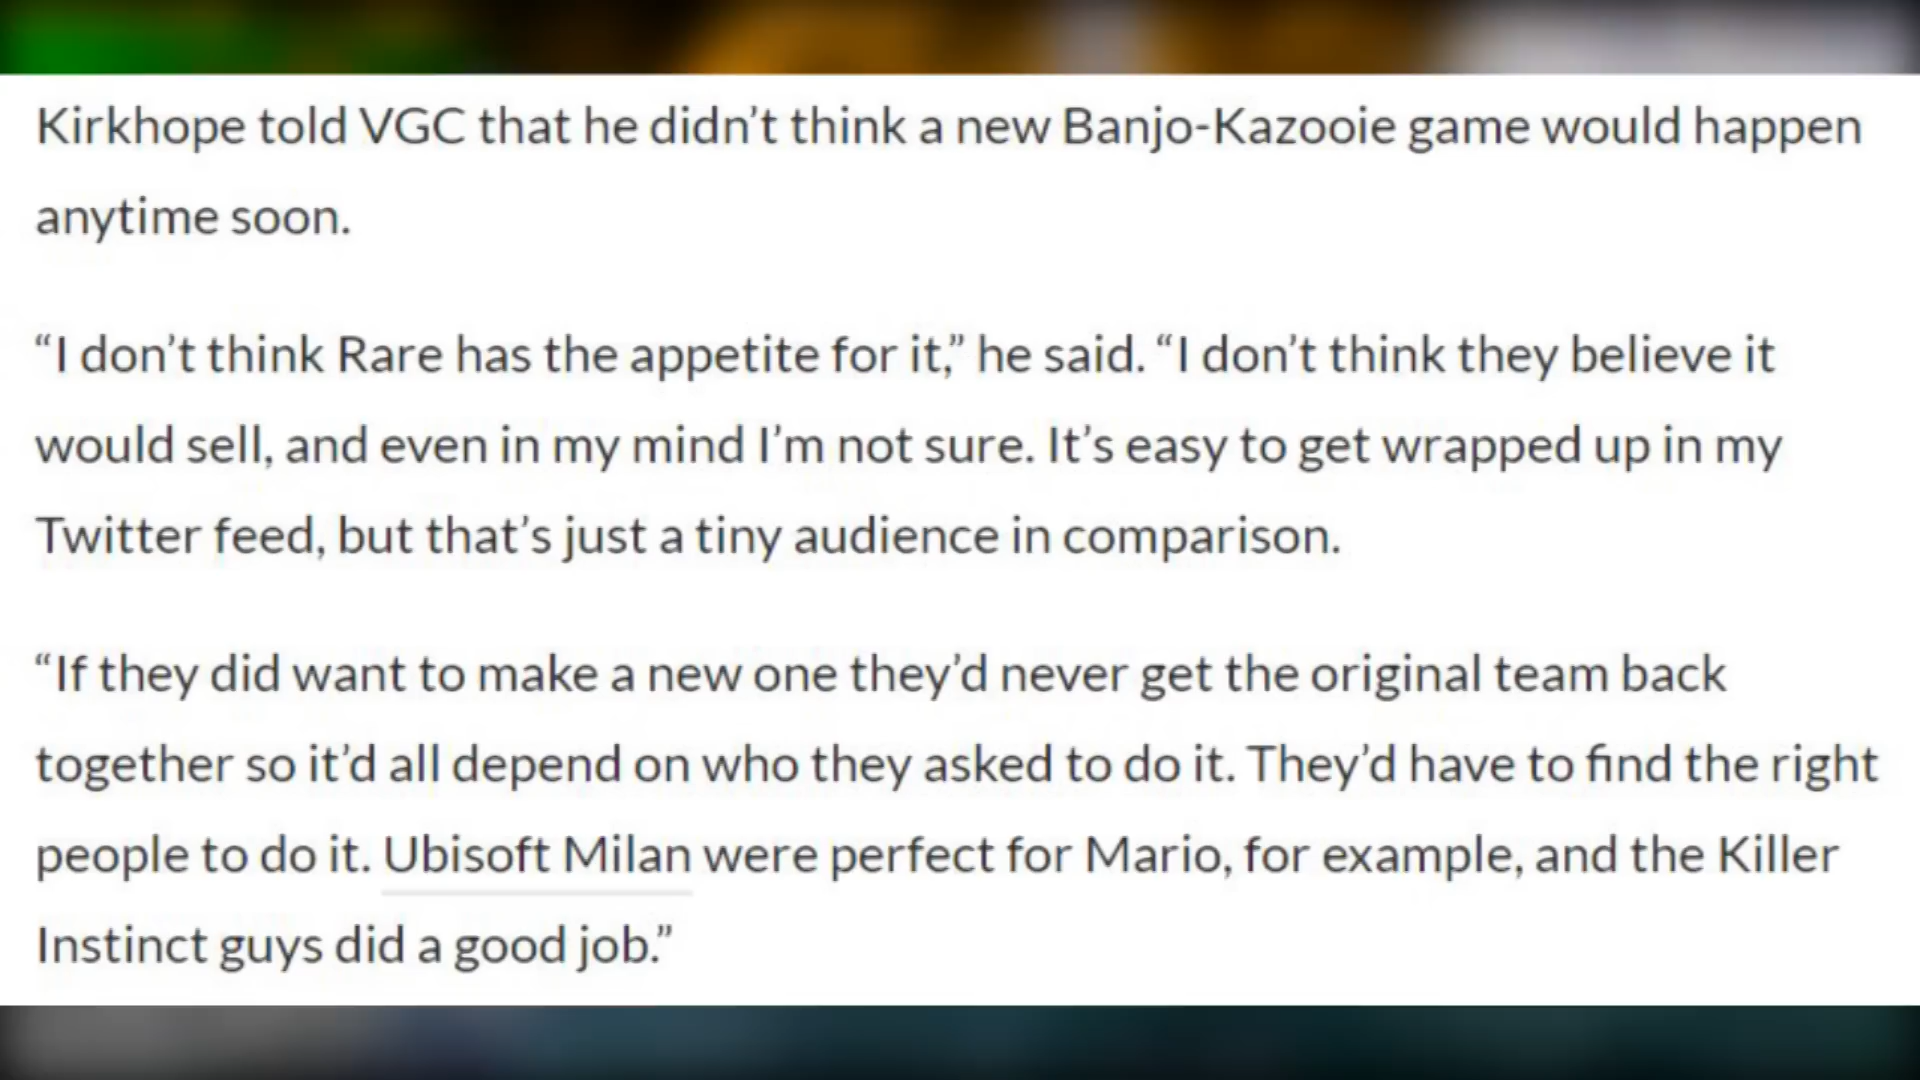 Kirkhope told VGC that he didn’t think a new Banjo-Kazooie game would happen
anytime soon.
“I don’t think Rare has the appetite for it,” he said. “I don’t think they believe it
would sell, and even in my mind I’m not sure. It’s easy to get wrapped up in my
Twitter feed, but that’s just a tiny audience in comparison.
“If they did want to make a new one they’d never get the original team back
together so it’d all depend on who they asked to do it. They’d have to find the right
people to do it. Ubisoft Milan were perfect for Mario, for example, and the Killer
Instinct guys did a good job.”